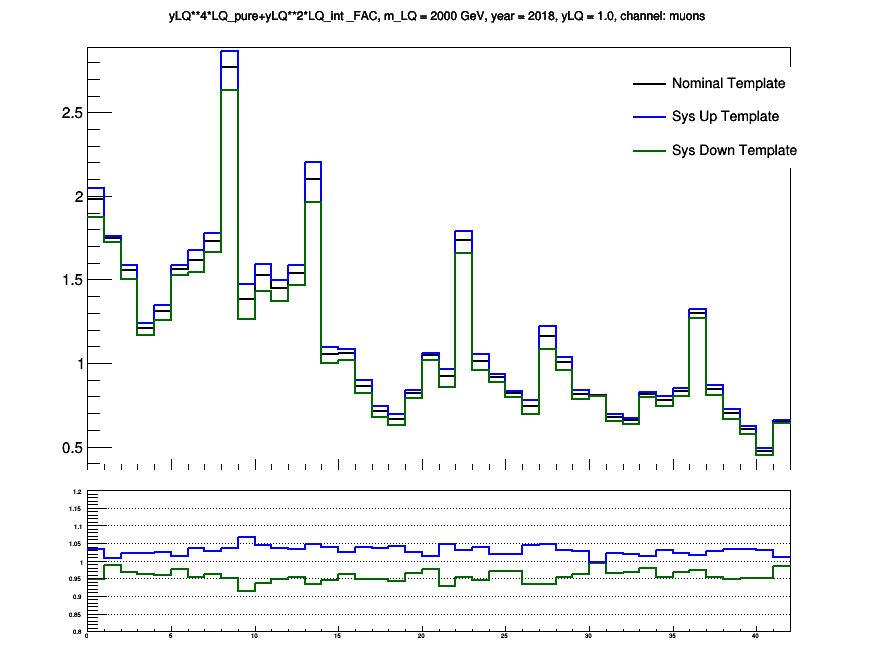 yLQ**4*LQ_pure+yLQ**2*LQ_int _FAC, m_LQ = 2000 GeV, year = 2018, yLQ = 1.0, channel: muons
Nominal Template
Sys Up Template
Sys Down Template
2.5
2
1.5
1
0.5
1.2
1.15
1.1
1.05
1
0.95
0.9
0.85
0.8
0 5 10 15 20 25 30 35 40